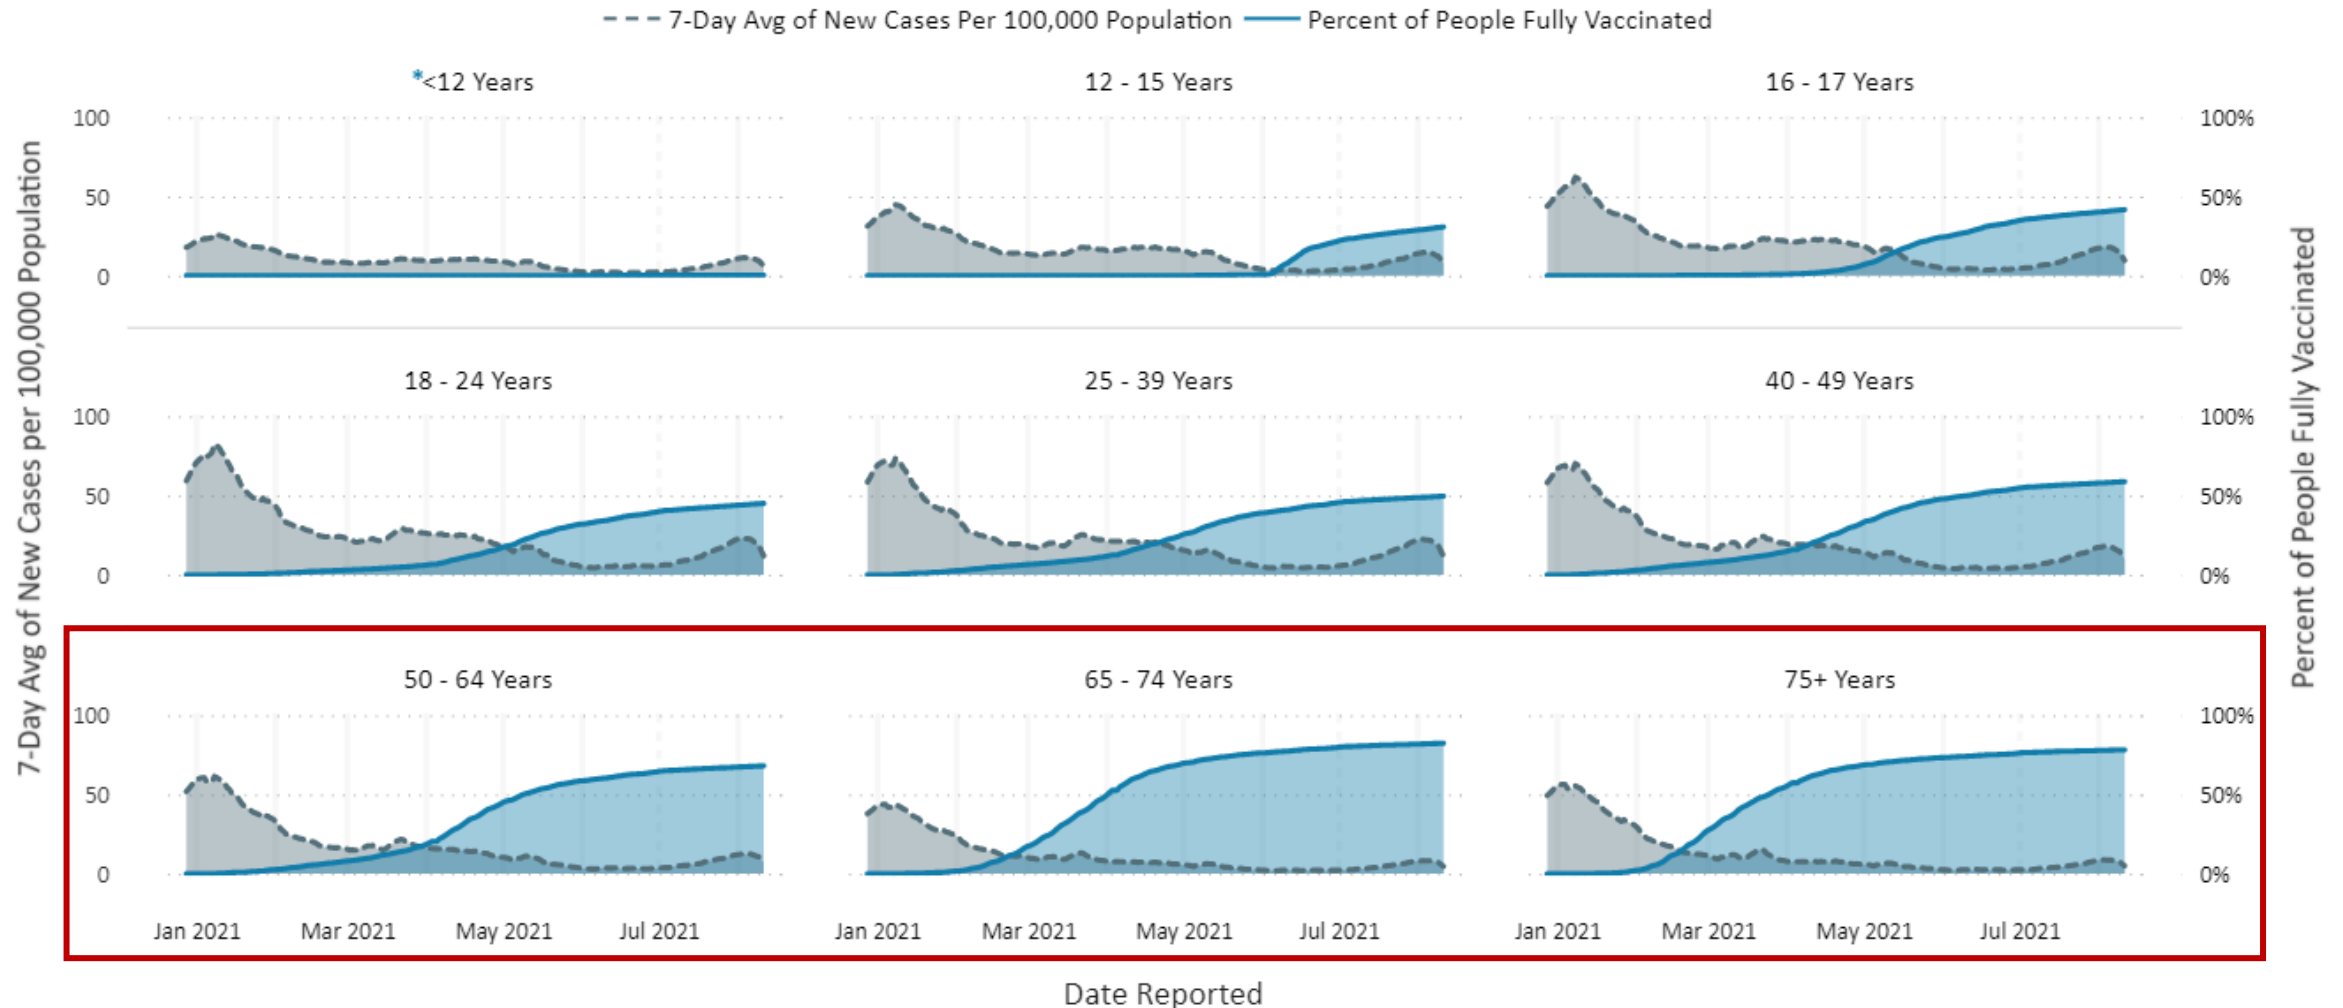 7-Day Avg of New Cases Per 100,000 Population Percent of People Fully Vaccinated
*<12 Years
12 - 15 Years
16 - 17 Years
100
50
0
100%
50%
0%
18 - 24 Years
25 - 39 Years
40 - 49 Years
100
50
0
100%
50%
0%
50 - 64 Years
65 - 74 Years
75+ Years
100
50
0
100%
50%
0%
Jan 2021 Mar 2021 May 2021 Jul 2021
Jan 2021 Mar 2021 May 2021 Jul 2021
Jan 2021 Mar 2021 May 2021 Jul 2021
Date Reported
7-Day Avg of New Cases per 100,000 Population
Percent of People Fully Vaccinated